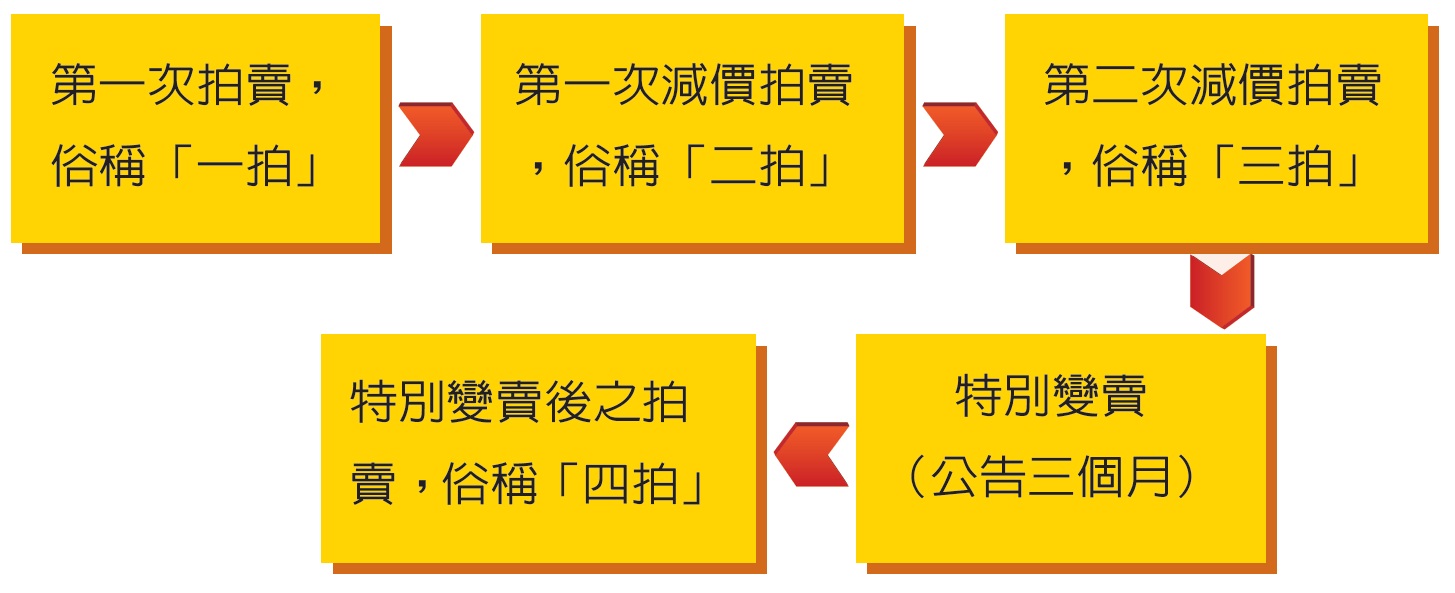 第一次拍賣，
俗稱「一拍」
第一次減價拍賣
，俗稱「二拍」
第二次減價拍賣
，俗稱「三拍」
特別變賣
（公告三個月）
特別變賣後之拍
賣，俗稱「四拍」